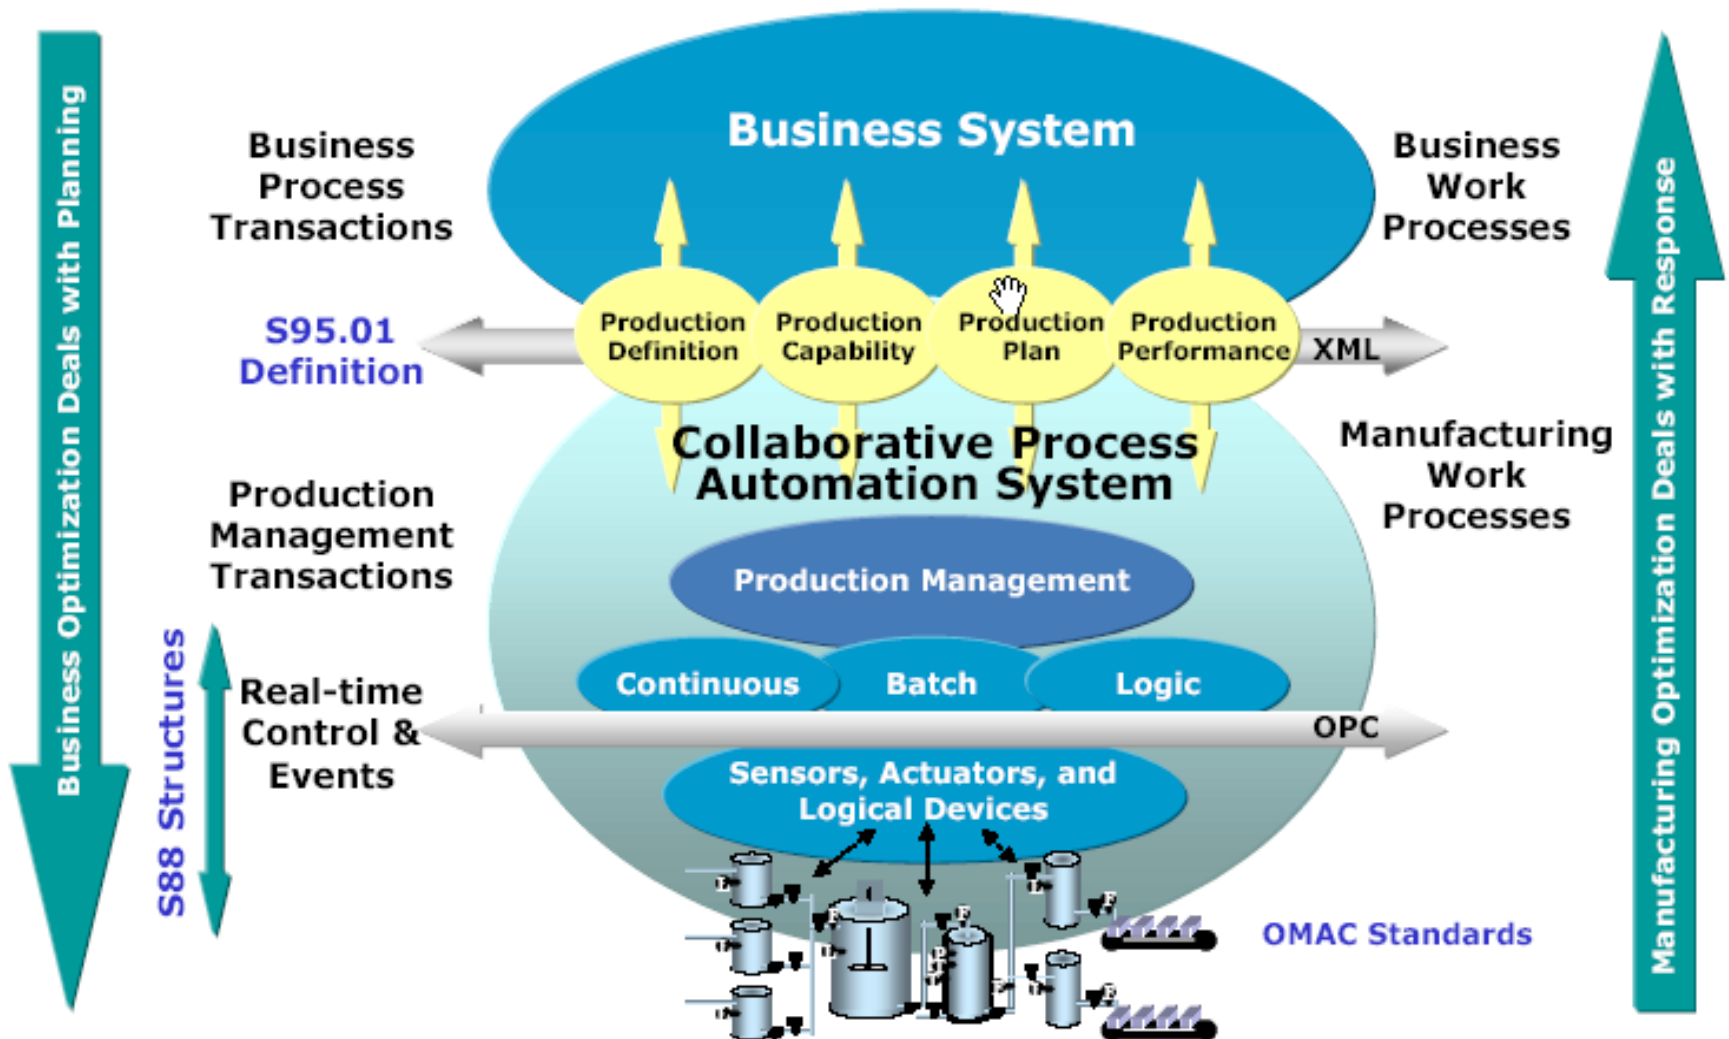 Business Optimization Deals with Planning
Business
Process
Transactions
Business System
Business
Work
Processes
Manufacturing Optimization Deals with Response
S95.01
Definition
Production
Definition
Production
Capability
Production
Plan
Production
Performance
XML
Collaborative Process
Automation System
Manufacturing
Work
Processes
Production
Management
Transactions
Production Management
S88 Structures
Real-time
Control &
Events
Continuous
Batch
Logic
OPC
Sensors, Actuators, and
Logical Devices
OMAC Standards